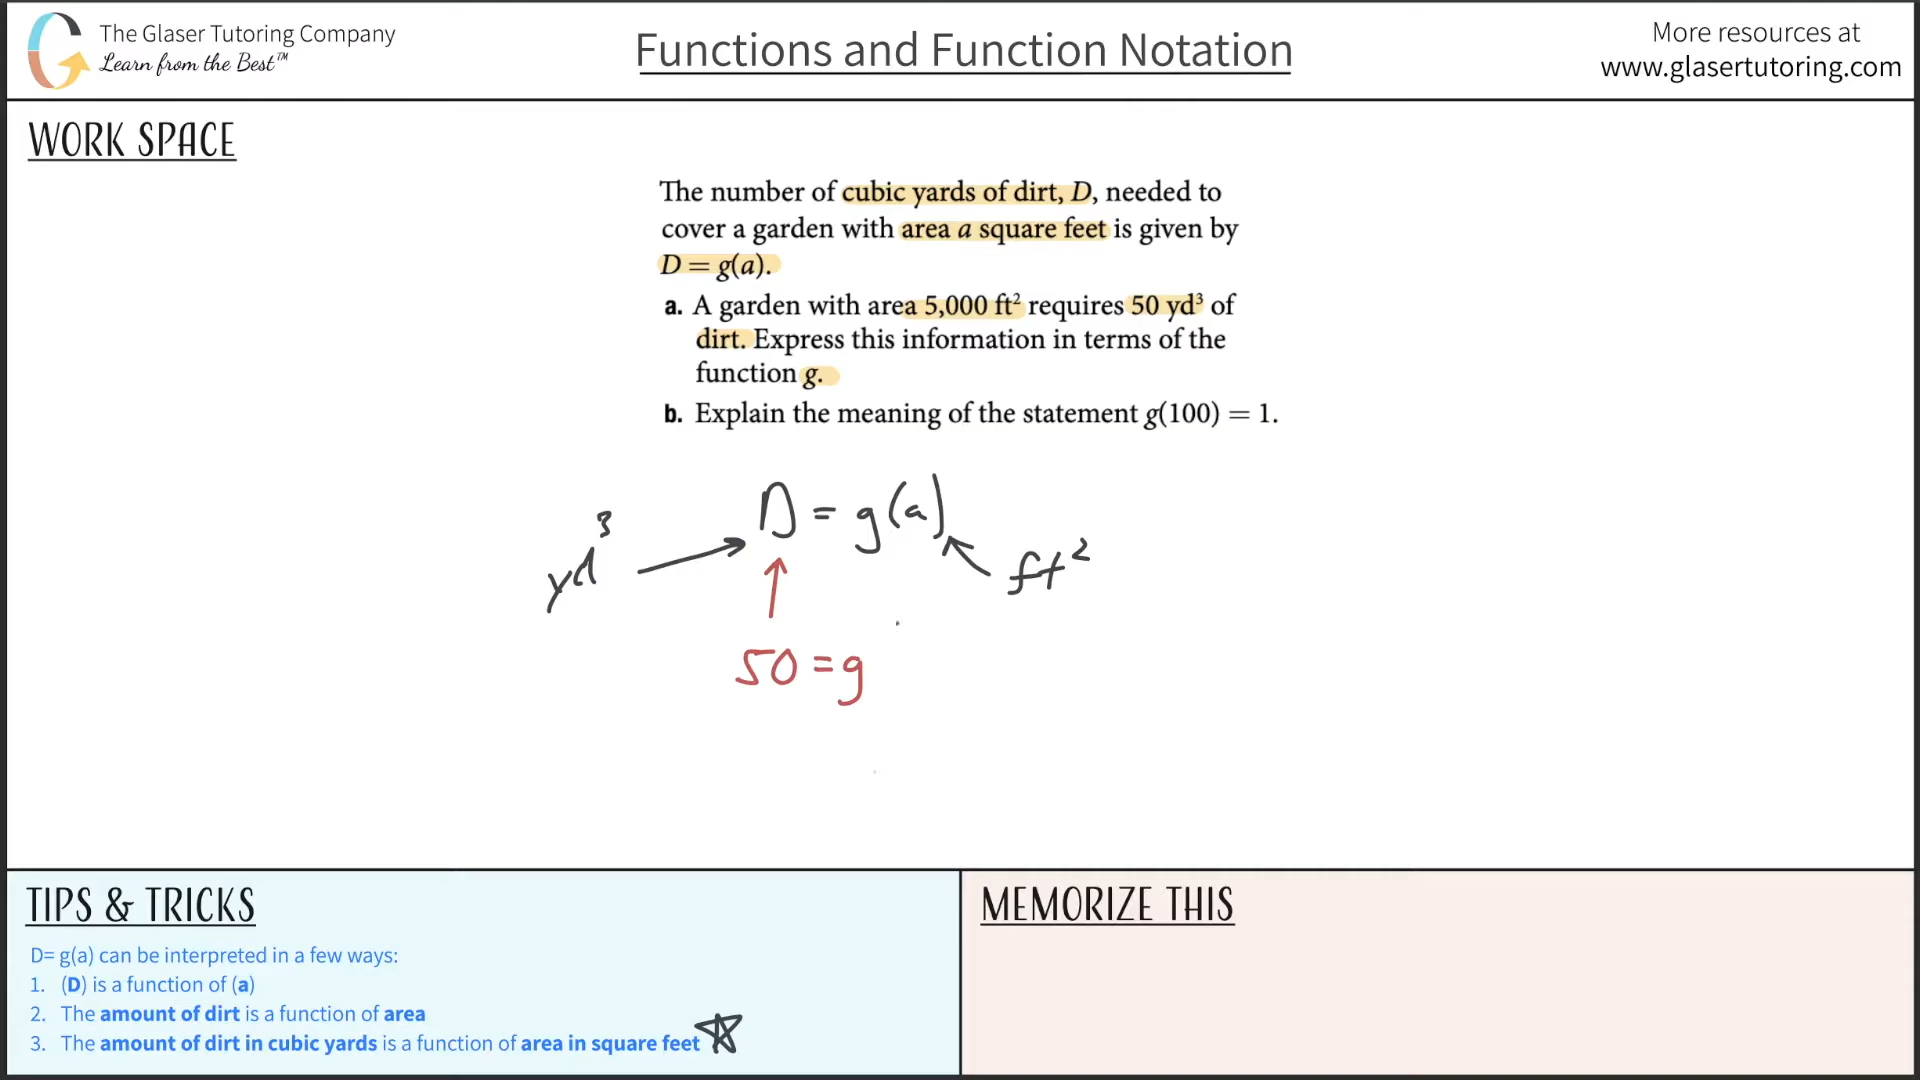 The Glaser Tutoring Company
Learn from the Best™
Functions and Function Notation
More resources at
www.glasertutoring.com
WORK SPACE
The number of cubic yards of dirt, D, needed to
cover a garden with area a square feet is given by
D = g(a).
a. A garden with area 5,000 ft² requires 50 yd³ of
dirt. Express this information in terms of the
function g.
b. Explain the meaning of the statement g(100) = 1.
D = g(a)
yd³
ft²
50 = g
TIPS & TRICKS
D= g(a) can be interpreted in a few ways:
1. (D) is a function of (a)
2. The amount of dirt is a function of area
3. The amount of dirt in cubic yards is a function of area in square feet
MEMORIZE THIS